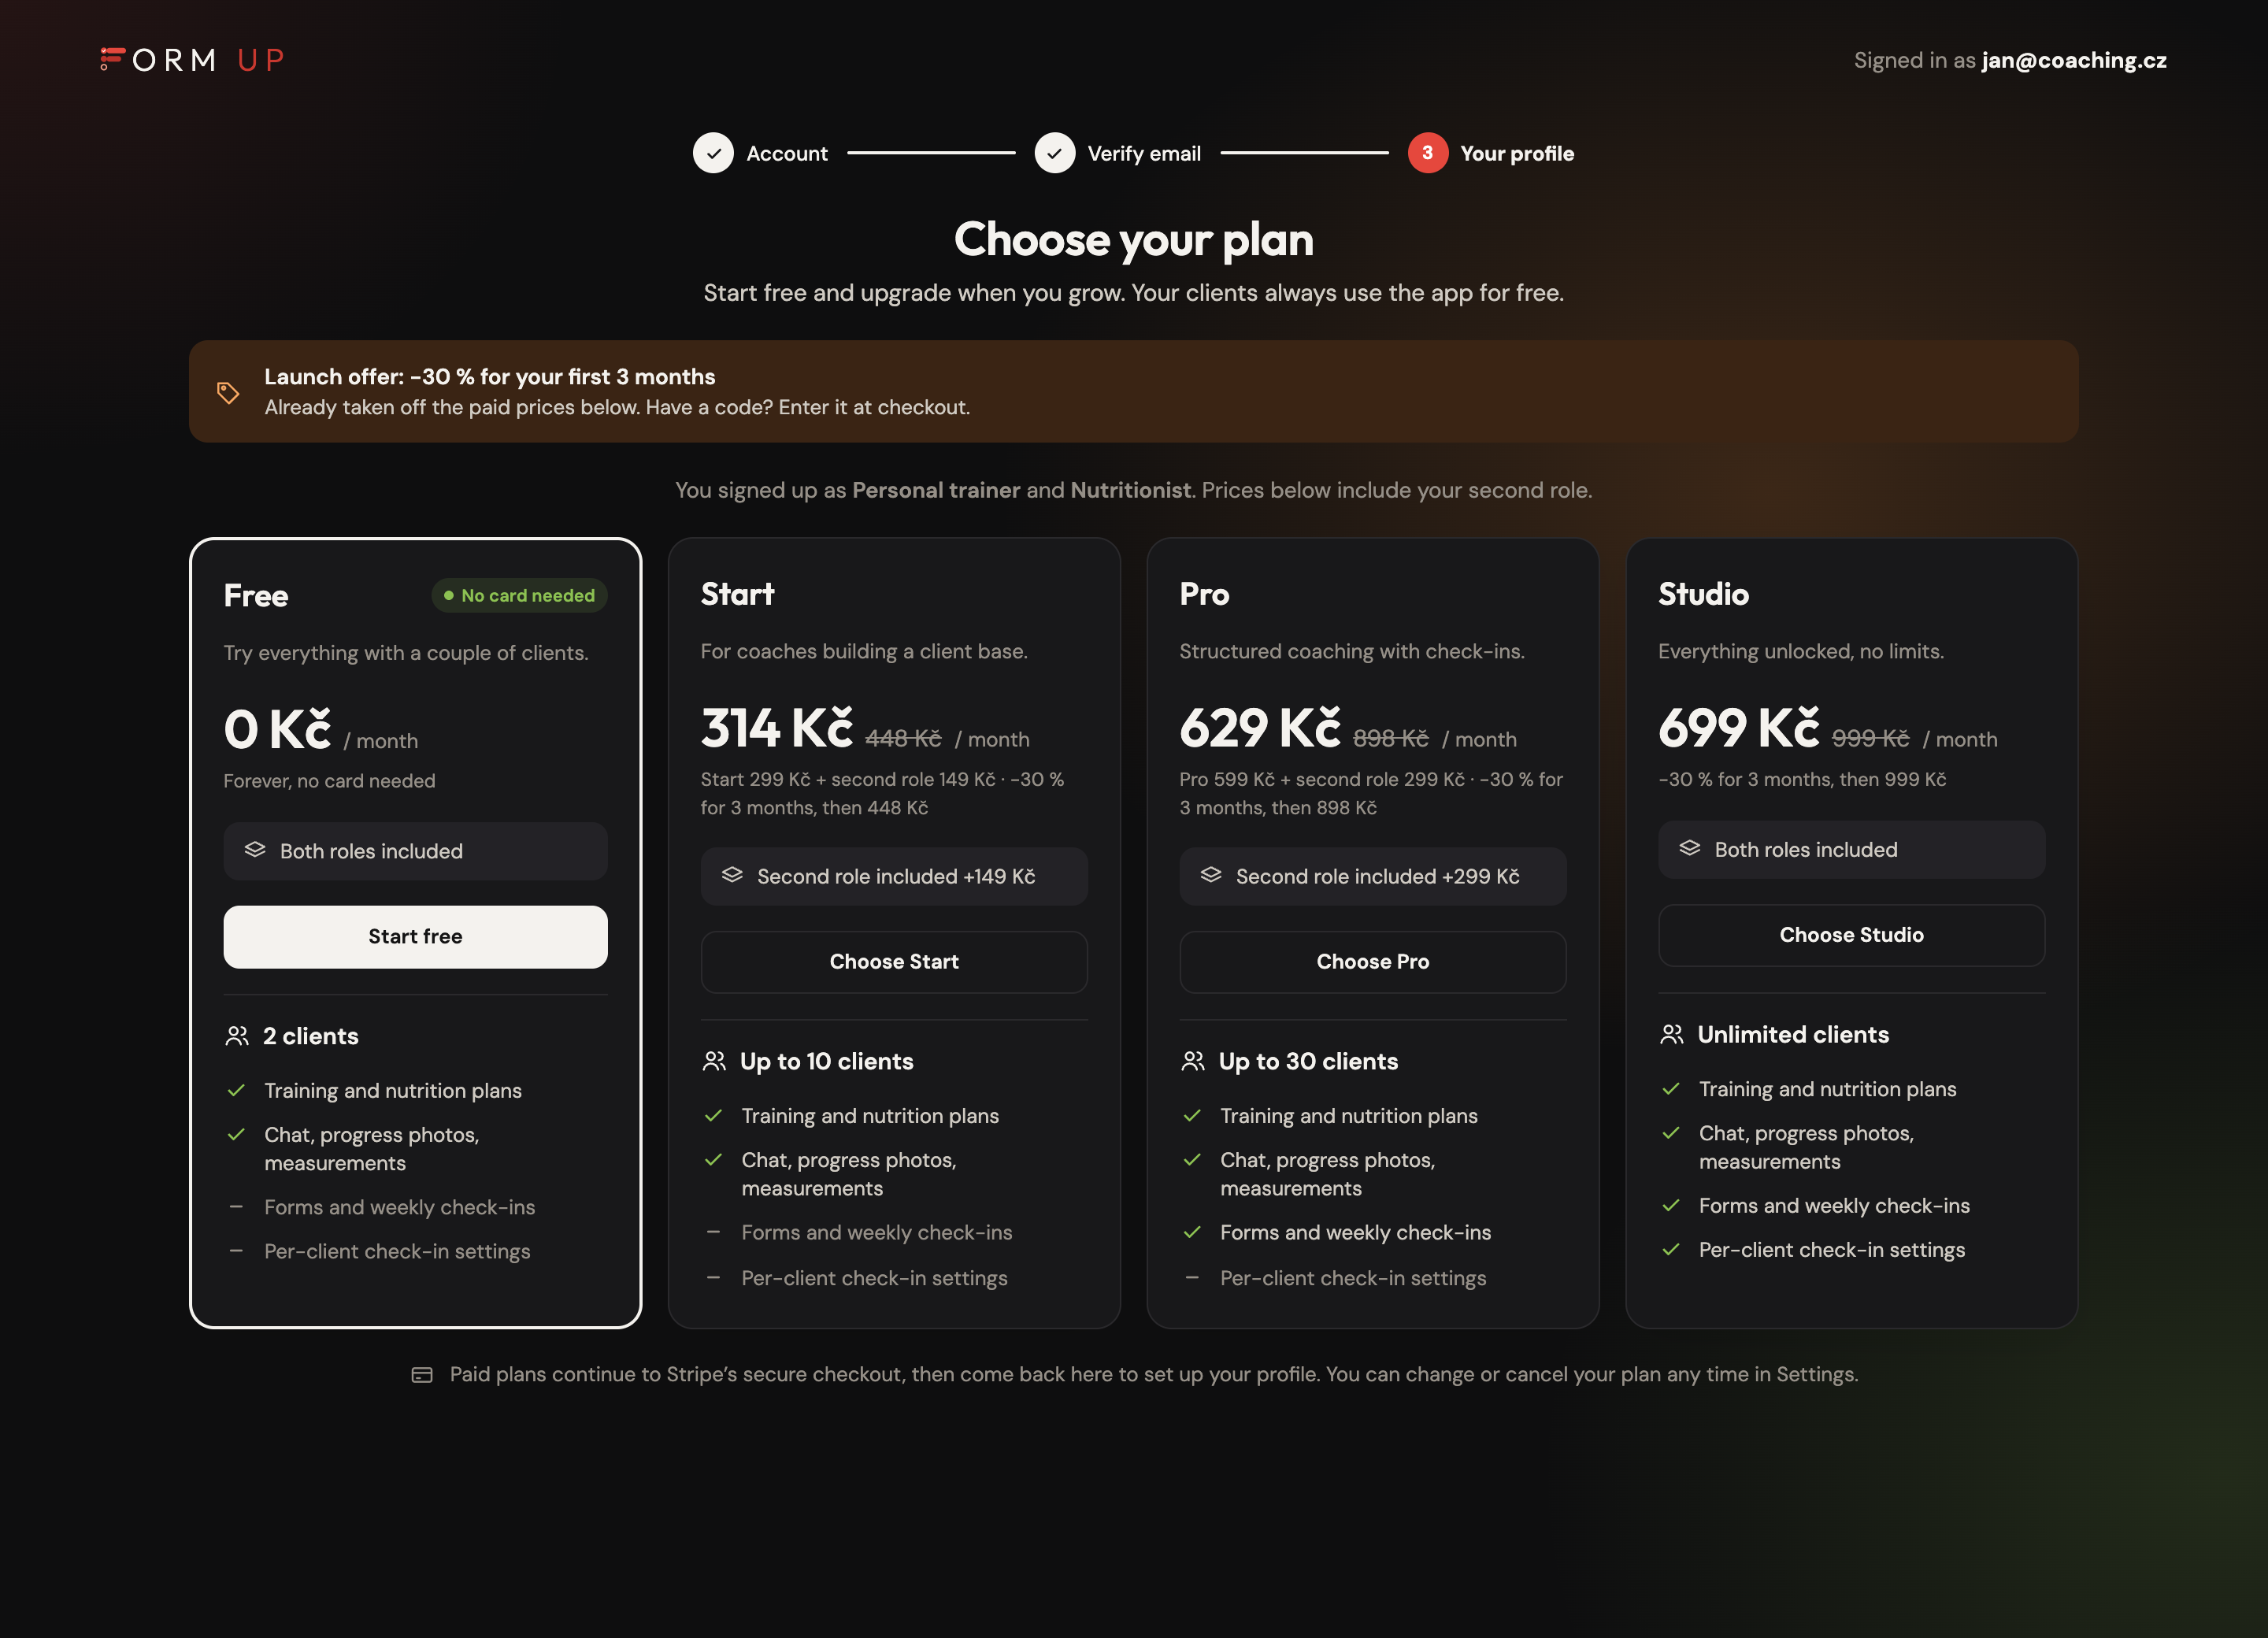 FORM UP
Signed in as jan@coaching.cz
Account
Verify email
3 Your profile
Choose your plan
Start free and upgrade when you grow. Your clients always use the app for free.
Launch offer: -30 % for your first 3 months
Already taken off the paid prices below. Have a code? Enter it at checkout.
You signed up as Personal trainer and Nutritionist. Prices below include your second role.
Free
No card needed
Try everything with a couple of clients.
0 Kč / month
Forever, no card needed
Both roles included
Start free
2 clients
Training and nutrition plans
Chat, progress photos,
measurements
Forms and weekly check-ins
Per-client check-in settings
Start
For coaches building a client base.
314 Kč 448 Kč / month
Start 299 Kč + second role 149 Kč · -30 %
for 3 months, then 448 Kč
Second role included +149 Kč
Choose Start
Up to 10 clients
Training and nutrition plans
Chat, progress photos,
measurements
Forms and weekly check-ins
Per-client check-in settings
Pro
Structured coaching with check-ins.
629 Kč 898 Kč / month
Pro 599 Kč + second role 299 Kč · -30 % for
3 months, then 898 Kč
Second role included +299 Kč
Choose Pro
Up to 30 clients
Training and nutrition plans
Chat, progress photos,
measurements
Forms and weekly check-ins
Per-client check-in settings
Studio
Everything unlocked, no limits.
699 Kč 999 Kč / month
-30 % for 3 months, then 999 Kč
Both roles included
Choose Studio
Unlimited clients
Training and nutrition plans
Chat, progress photos,
measurements
Forms and weekly check-ins
Per-client check-in settings
Paid plans continue to Stripe’s secure checkout, then come back here to set up your profile. You can change or cancel your plan any time in Settings.